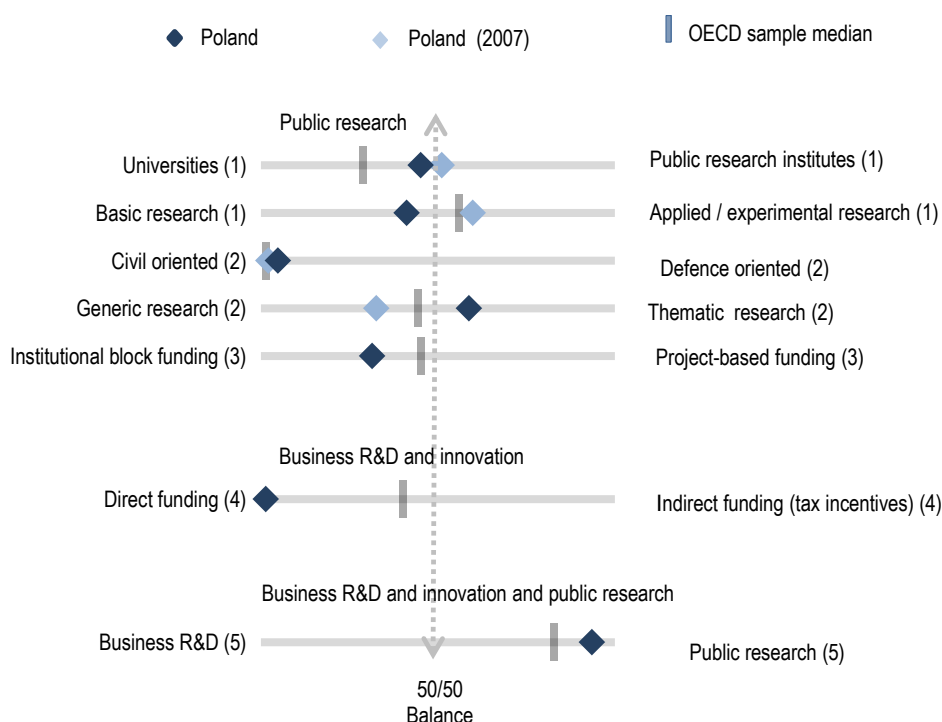 Poland
Poland (2007)
OECD sample median
Public research
Universities (1)
Public research institutes (1)
Basic research (1)
Applied / experimental research (1)
Civil oriented (2)
Defence oriented (2)
Generic research (2)
Thematic research (2)
Institutional block funding (3)
Project-based funding (3)
Business R&D and innovation
Direct funding (4)
Indirect funding (tax incentives) (4)
Business R&D and innovation and public research
Business R&D (5)
Public research (5)
50/50
Balance